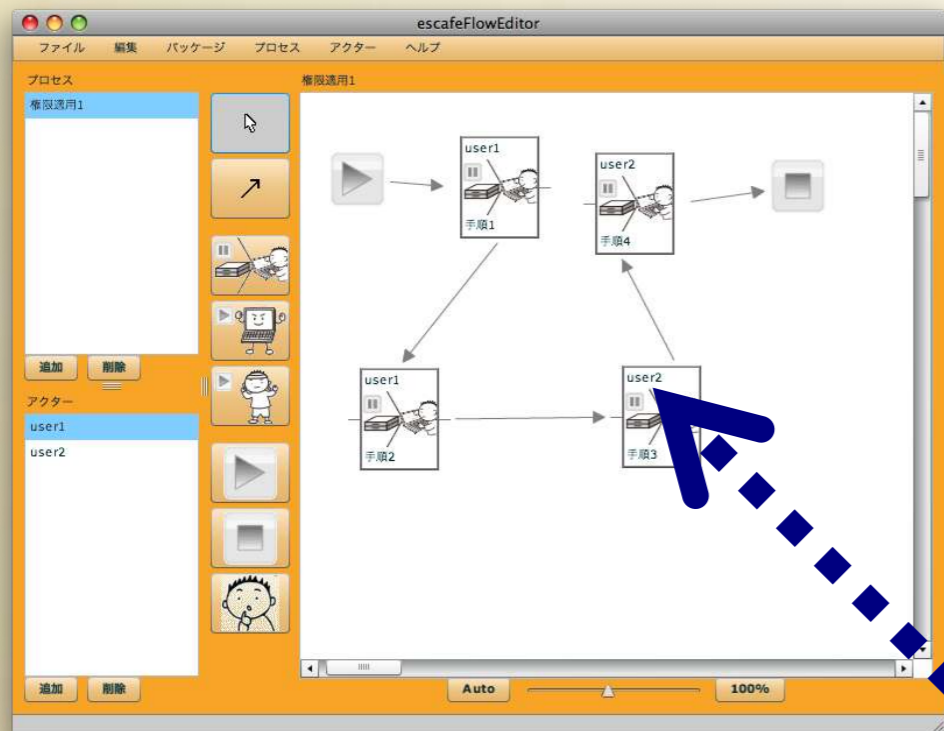 escafeFlowEditor
ファイル 編集 パッケージ プロセス アクター ヘルプ
プロセス
権限適用1
追加 削除
アクター
user1
user2
追加 削除
権限適用1
user1
手順1
user2
手順4
user1
手順2
user2
手順3
Auto
100%